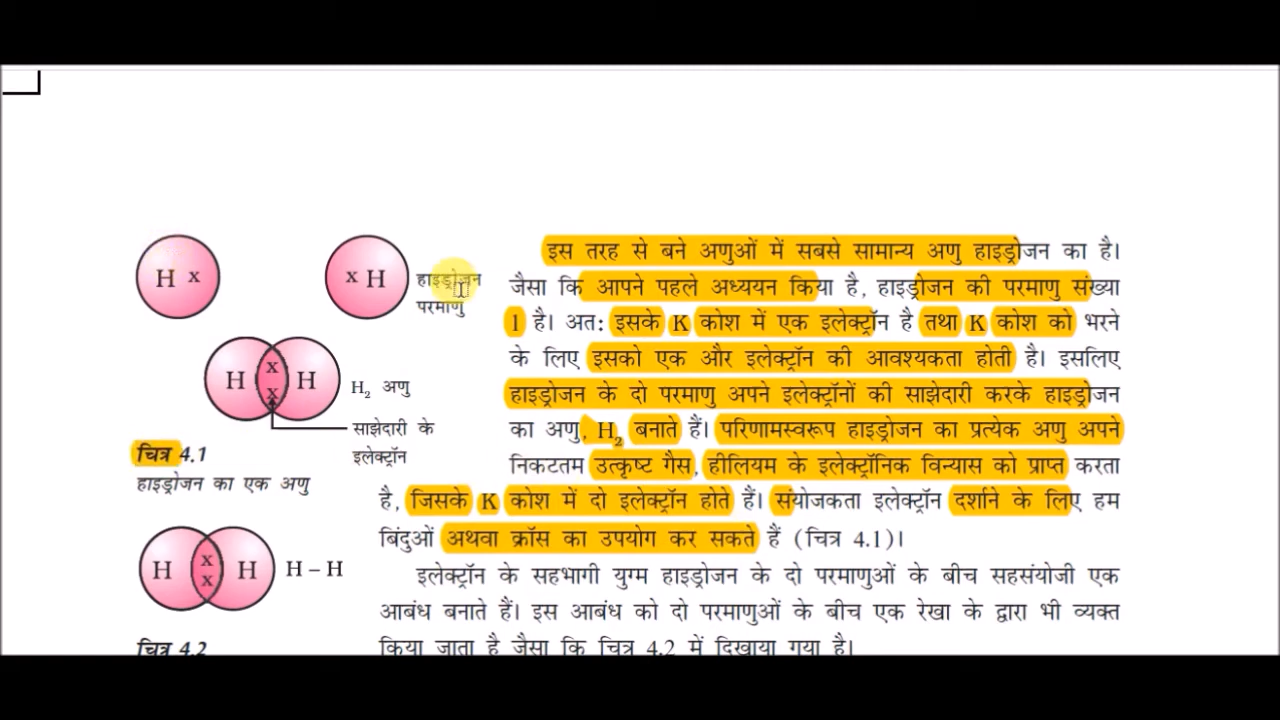 H x
x H
हाइड्रोजन
परमाणु
H x x H
H₂ अणु
साझेदारी के
इलेक्ट्रॉन
चित्र 4.1
हाइड्रोजन का एक अणु
H x x H H – H
चित्र 4.2
इस तरह से बने अणुओं में सबसे सामान्य अणु हाइड्रोजन का है।
जैसा कि आपने पहले अध्ययन किया है, हाइड्रोजन की परमाणु संख्या
1 है। अत: इसके K कोश में एक इलेक्ट्रॉन है तथा K कोश को भरने
के लिए इसको एक और इलेक्ट्रॉन की आवश्यकता होती है। इसलिए
हाइड्रोजन के दो परमाणु अपने इलेक्ट्रॉनों की साझेदारी करके हाइड्रोजन
का अणु, H₂ बनाते हैं। परिणामस्वरूप हाइड्रोजन का प्रत्येक अणु अपने
निकटतम उत्कृष्ट गैस, हीलियम के इलेक्ट्रॉनिक विन्यास को प्राप्त करता
है, जिसके K कोश में दो इलेक्ट्रॉन होते हैं। संयोजकता इलेक्ट्रॉन दर्शाने के लिए हम
बिंदुओं अथवा क्रॉस का उपयोग कर सकते हैं (चित्र 4.1)।
इलेक्ट्रॉन के सहभागी युग्म हाइड्रोजन के दो परमाणुओं के बीच सहसंयोजी एक
आबंध बनाते हैं। इस आबंध को दो परमाणुओं के बीच एक रेखा के द्वारा भी व्यक्त
किया जाता है जैसा कि चित्र 4.2 में दिखाया गया है।